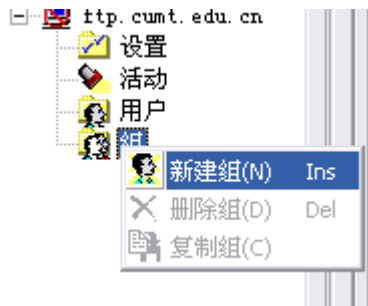 ftp.cumt.edu.cn
设置
活动
用户
组
新建组(N) Ins
删除组(D) Del
复制组(C)